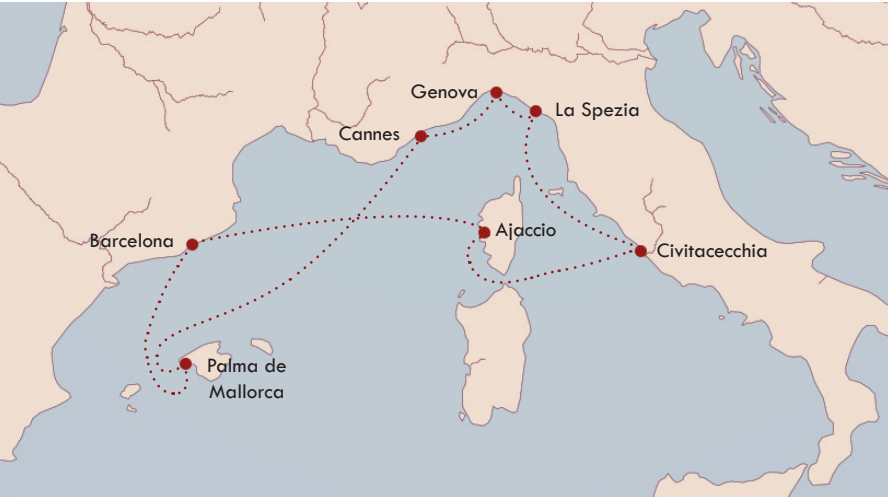 Genova
La Spezia
Cannes
Barcelona
Ajaccio
Civitacecchia
Palma de
Mallorca